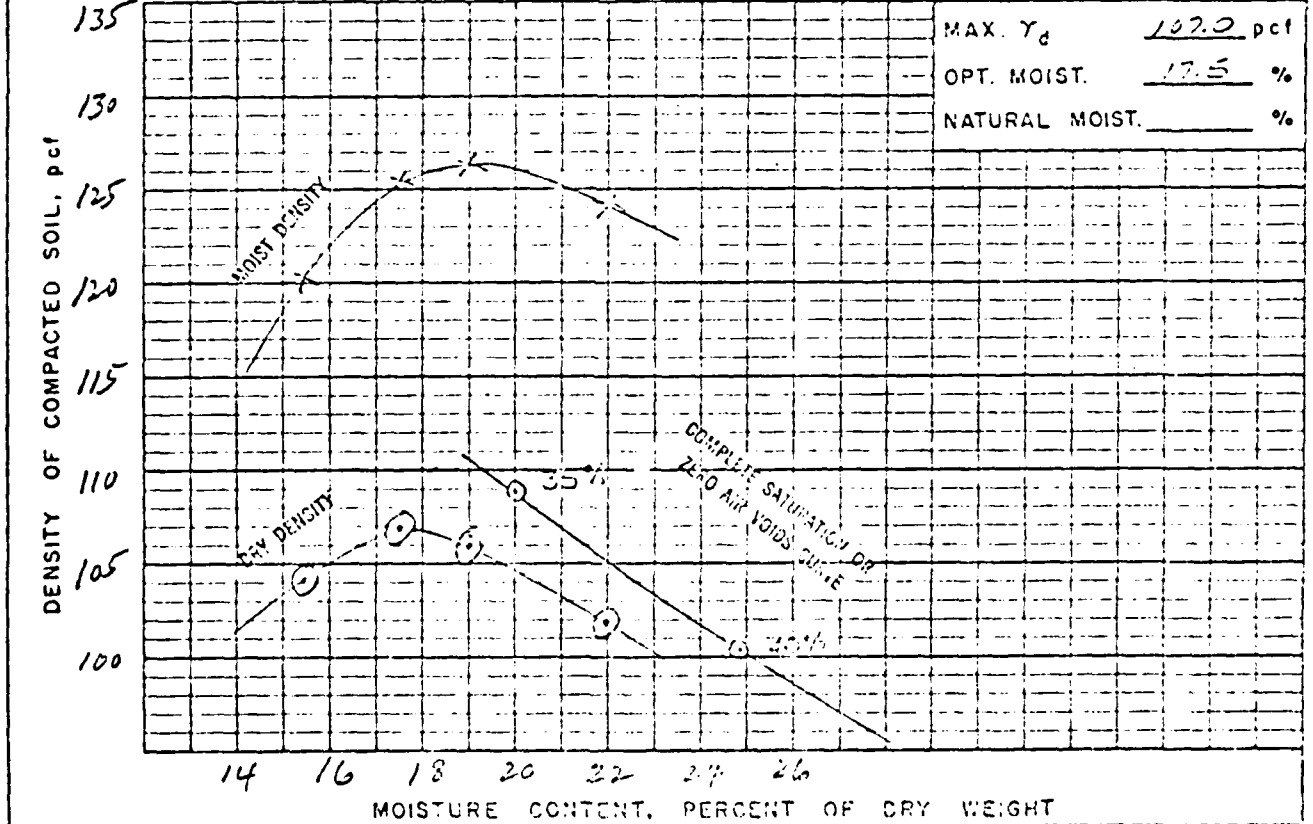 135
130
125
120
115
110
105
100
DENSITY OF COMPACTED SOIL, pcf
MAX. γd 107.0 pcf
OPT. MOIST. 17.5 %
NATURAL MOIST. %
MOIST DENSITY
DRY DENSITY
COMPLETE SATURATION OR
ZERO AIR VOIDS CURVE
14 16 18 20 22 24 26
MOISTURE CONTENT, PERCENT OF DRY WEIGHT